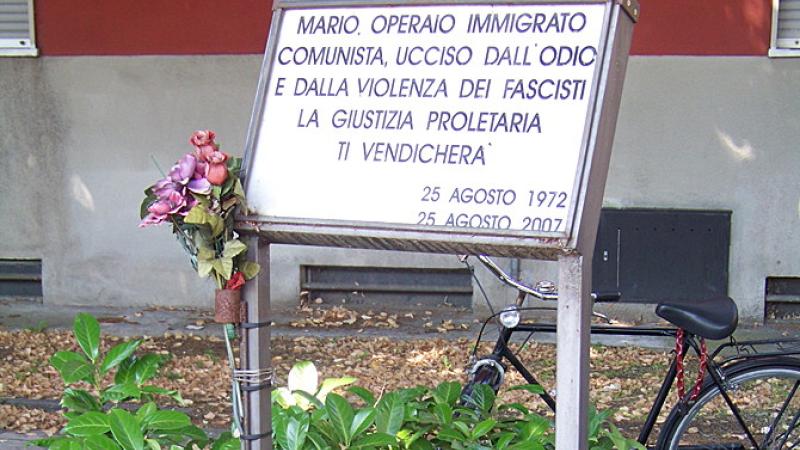 MARIO, OPERAIO IMMIGRATO
COMUNISTA, UCCISO DALL'ODIO
E DALLA VIOLENZA DEI FASCISTI
LA GIUSTIZIA PROLETARIA
TI VENDICHERA'
25 AGOSTO 1972
25 AGOSTO 2007